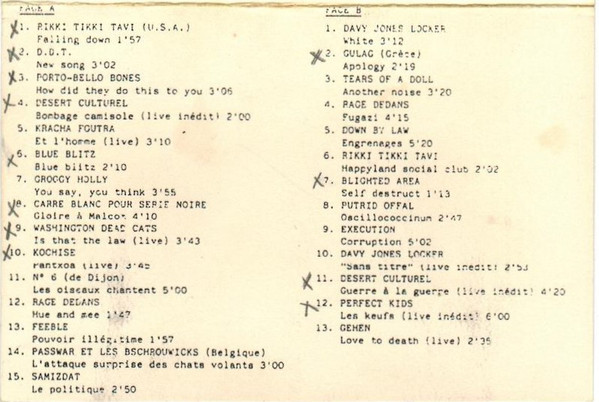 FACE A
1. RIKKI TIKKI TAVI (U.S.A.)
Falling down 1'57
2. D.D.T.
New song 3'02
3. PORTO-BELLO BONES
How did they do this to you 3'06
4. DESERT CULTUREL
Bombage camisole (live inédit) 2'00
5. KRACHA FOUTRA
Et l'homme (live) 3'10
6. BLUE BLITZ
Blue blitz 2'10
7. GROGGY HOLLY
You say, you think 3'55
8. CARRE BLANC POUR SERIE NOIRE
Gloire à Malcom 4'10
9. WASHINGTON DEAD CATS
Is that the law (live) 3'43
10. KOCHISE
Pantxoa (live) 3'45
11. N° 6 (de Dijon)
Les oiseaux chantent 5'00
12. RAGE DEDANS
Hue and mee 1'47
13. FEEBLE
Pouvoir illégitime 1'57
14. PASSWAR ET LES BSCHROUWICKS (Belgique)
L'attaque surprise des chats volants 3'00
15. SAMIZDAT
Le politique 2'50
FACE B
1. DAVY JONES LOCKER
White 3'12
2. GULAG (Grèce)
Apology 2'19
3. TEARS OF A DOLL
Another noise 3'20
4. RAGE DEDANS
Fugazi 4'15
5. DOWN BY LAW
Engrenages 5'20
6. RIKKI TIKKI TAVI
Happyland social club 2'02
7. BLIGHTED AREA
Self destruct 1'13
8. PUTRID OFFAL
Oscillococcinum 2'47
9. EXECUTION
Corruption 5'02
10. DAVY JONES LOCKER
"Sans titre" (live inédit) 2'53
11. DESERT CULTUREL
Guerre à la guerre (live inédit) 4'20
12. PERFECT KIDS
Les keufs (live inédit) 6'00
13. GEHEN
Love to death (live) 2'35